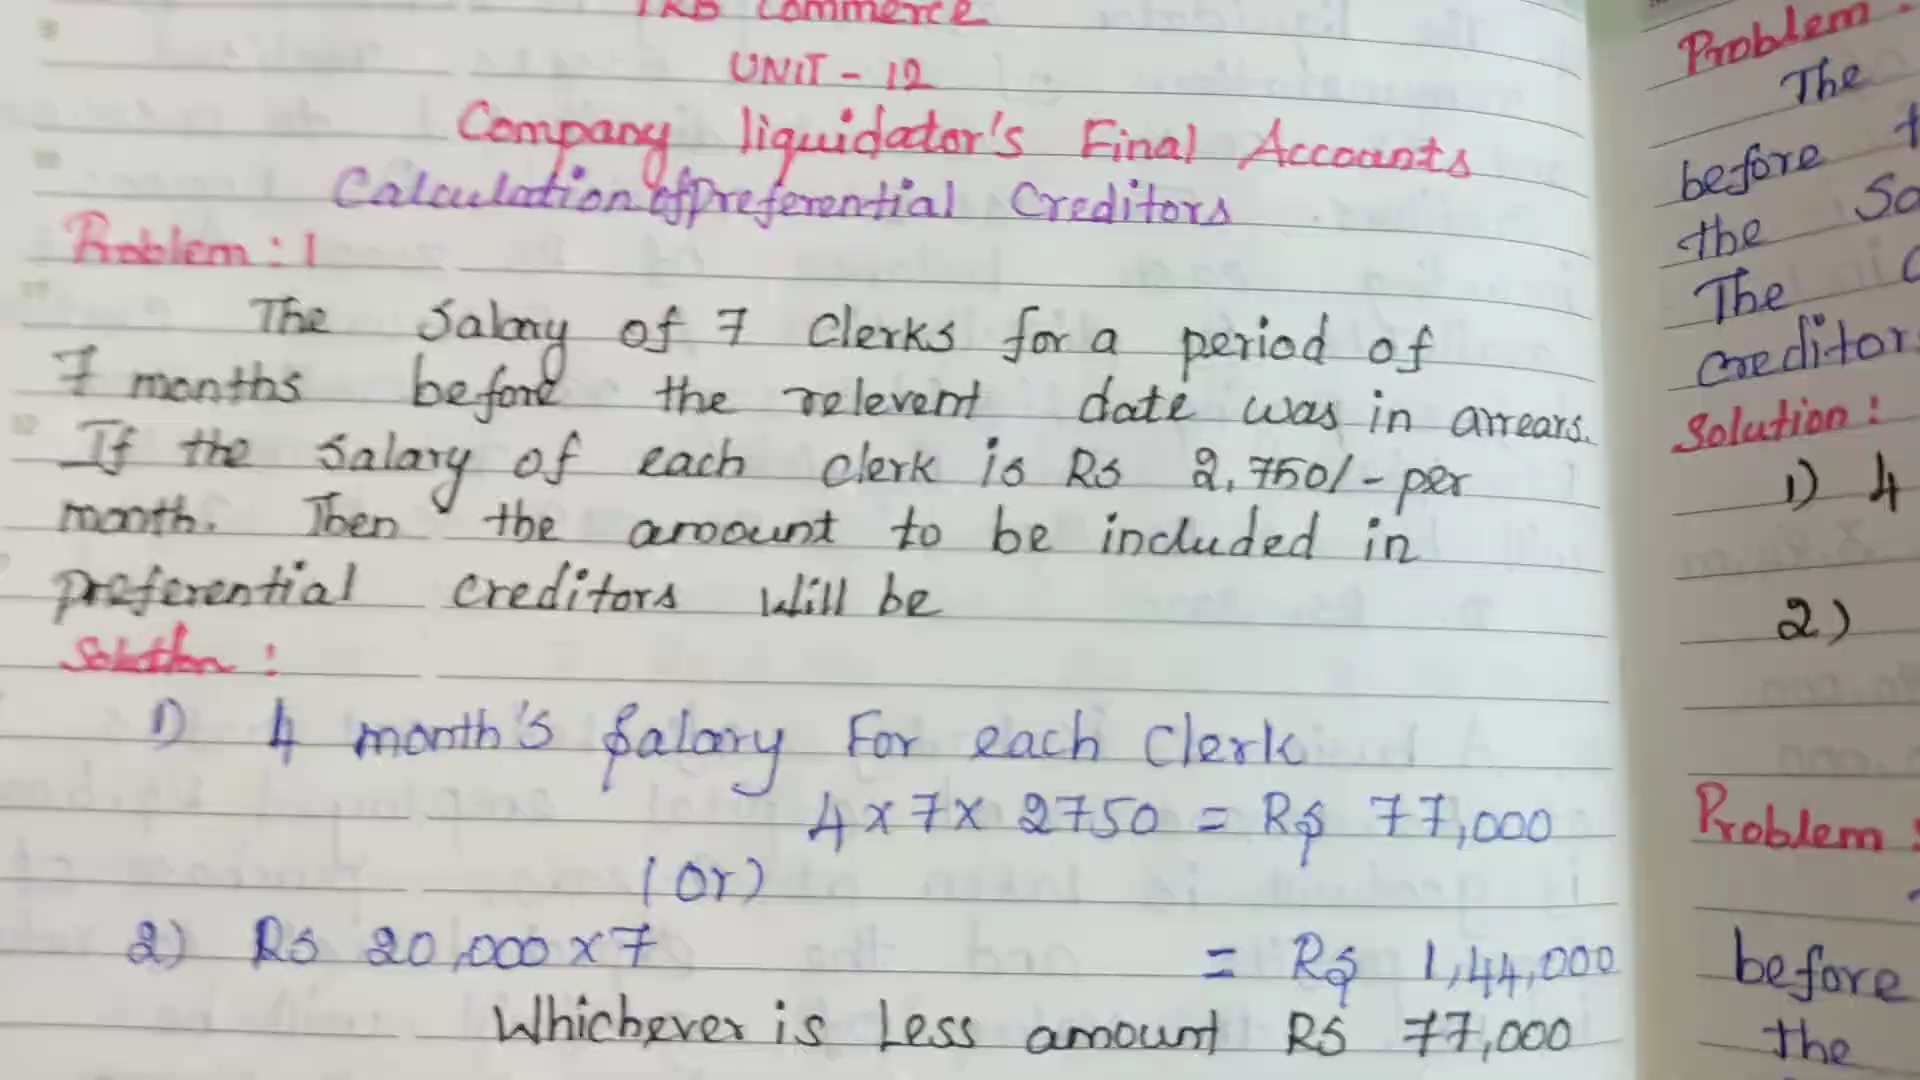 TRB Commerce
UNIT - 12
Company liquidator's Final Accounts
Calculation of Preferential Creditors
Problem : 1
The Salary of 7 Clerks for a period of
7 months before the relevent date was in arrears.
If the Salary of each clerk is Rs 2,750/- per
month. Then the amount to be included in
preferential creditors will be
Solution :
1) 4 month's Salary For each Clerk
4 x 7 x 2750 = Rs 77,000
(or)
2) Rs 20,000 x 7 = Rs 1,44,000
Whichever is Less amount RS 77,000
Problem
The
before
the
The
creditors
Solution :
1) 4
2)
Problem :
before
the